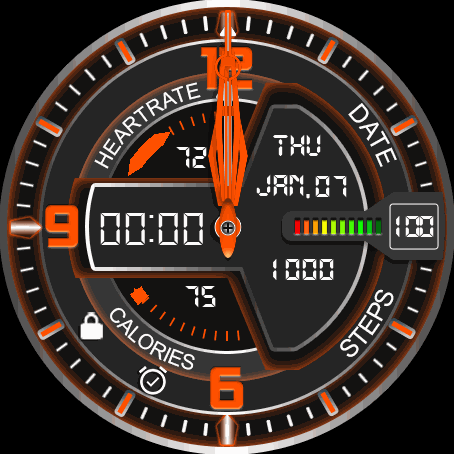 12
HEARTRATE
DATE
72
THU
JAN.07
9
00:00
100
1000
75
CALORIES
STEPS
6